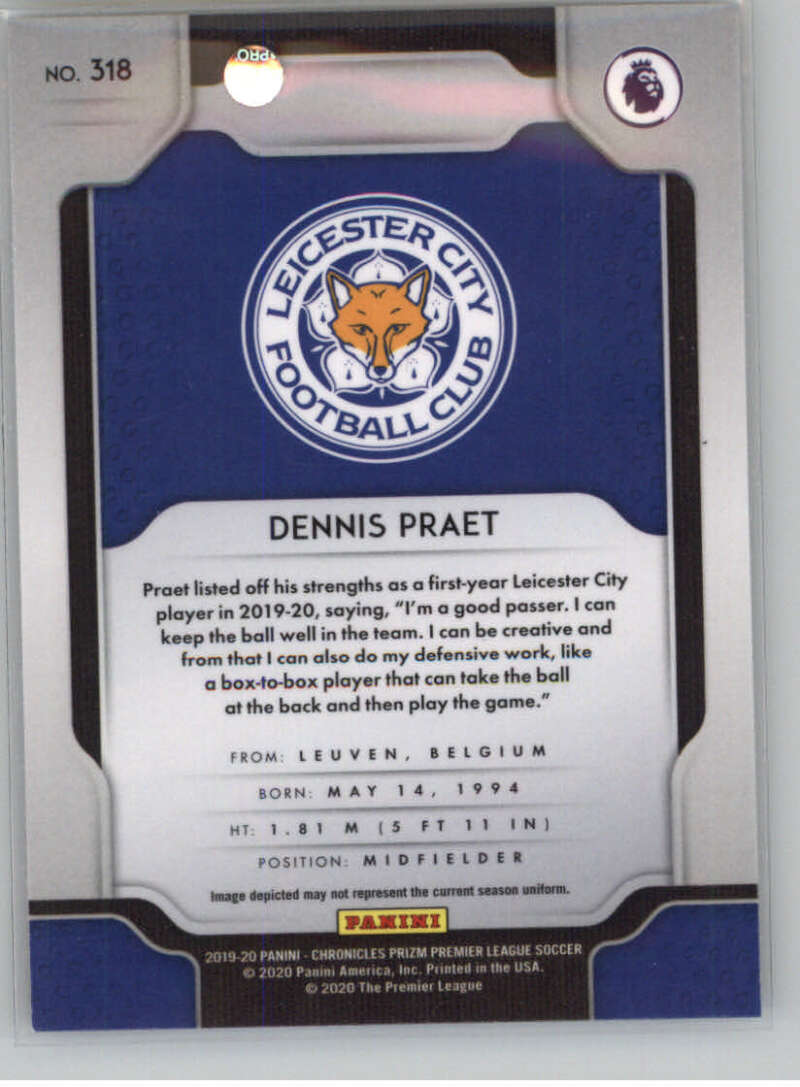 NO. 318
PRO
LEICESTER CITY
FOOTBALL CLUB
DENNIS PRAET
Praet listed off his strengths as a first-year Leicester City
player in 2019-20, saying, “I’m a good passer. I can
keep the ball well in the team. I can be creative and
from that I can also do my defensive work, like
a box-to-box player that can take the ball
at the back and then play the game.”
FROM: LEUVEN, BELGIUM
BORN: MAY 14, 1994
HT: 1.81 M (5 FT 11 IN)
POSITION: MIDFIELDER
Image depicted may not represent the current season uniform.
PANINI
2019-20 PANINI - CHRONICLES PRIZM PREMIER LEAGUE SOCCER
© 2020 Panini America, Inc. Printed in the USA.
© 2020 The Premier League